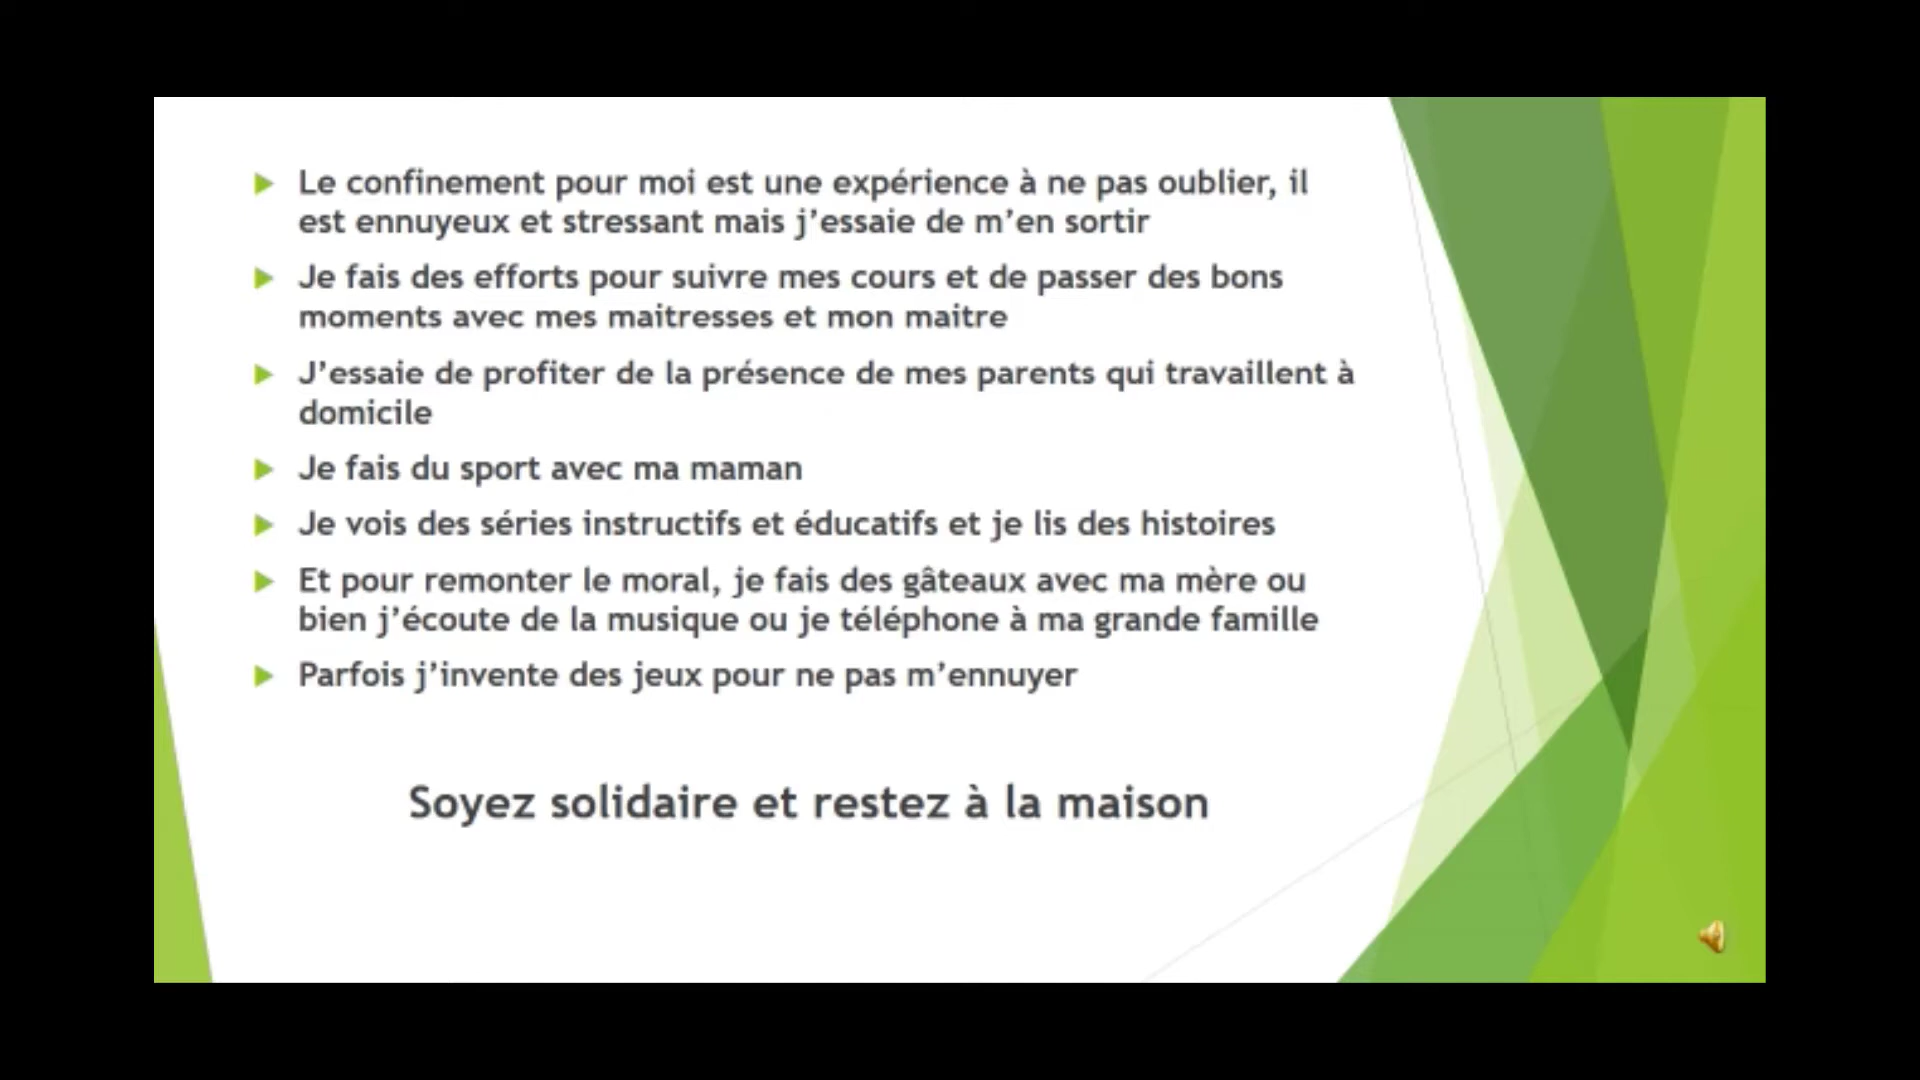 Le confinement pour moi est une expérience à ne pas oublier, il
est ennuyeux et stressant mais j’essaie de m’en sortir
Je fais des efforts pour suivre mes cours et de passer des bons
moments avec mes maitresses et mon maitre
J’essaie de profiter de la présence de mes parents qui travaillent à
domicile
Je fais du sport avec ma maman
Je vois des séries instructifs et éducatifs et je lis des histoires
Et pour remonter le moral, je fais des gâteaux avec ma mère ou
bien j’écoute de la musique ou je téléphone à ma grande famille
Parfois j’invente des jeux pour ne pas m’ennuyer
Soyez solidaire et restez à la maison